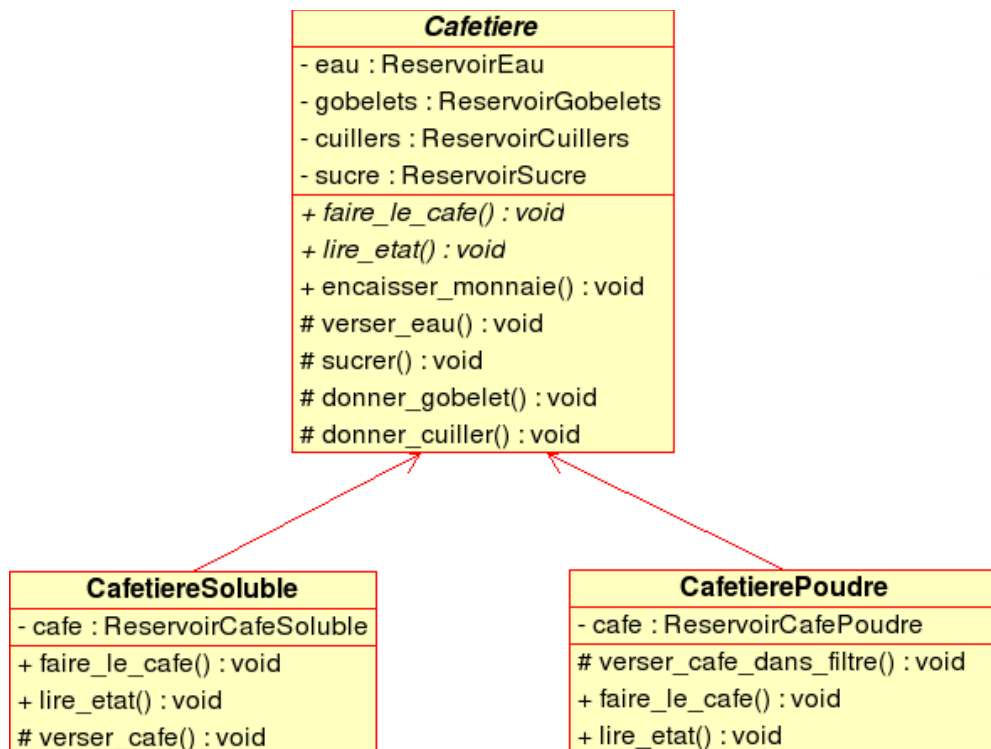 Cafetiere
- eau : ReservoirEau
- gobelets : ReservoirGobelets
- cuillers : ReservoirCuillers
- sucre : ReservoirSucre
+ faire_le_cafe() : void
+ lire_etat() : void
+ encaisser_monnaie() : void
# verser_eau() : void
# sucrer() : void
# donner_gobelet() : void
# donner_cuiller() : void
CafetiereSoluble
- cafe : ReservoirCafeSoluble
+ faire_le_cafe() : void
+ lire_etat() : void
# verser_cafe() : void
CafetierePoudre
- cafe : ReservoirCafePoudre
# verser_cafe_dans_filtre() : void
+ faire_le_cafe() : void
+ lire_etat() : void